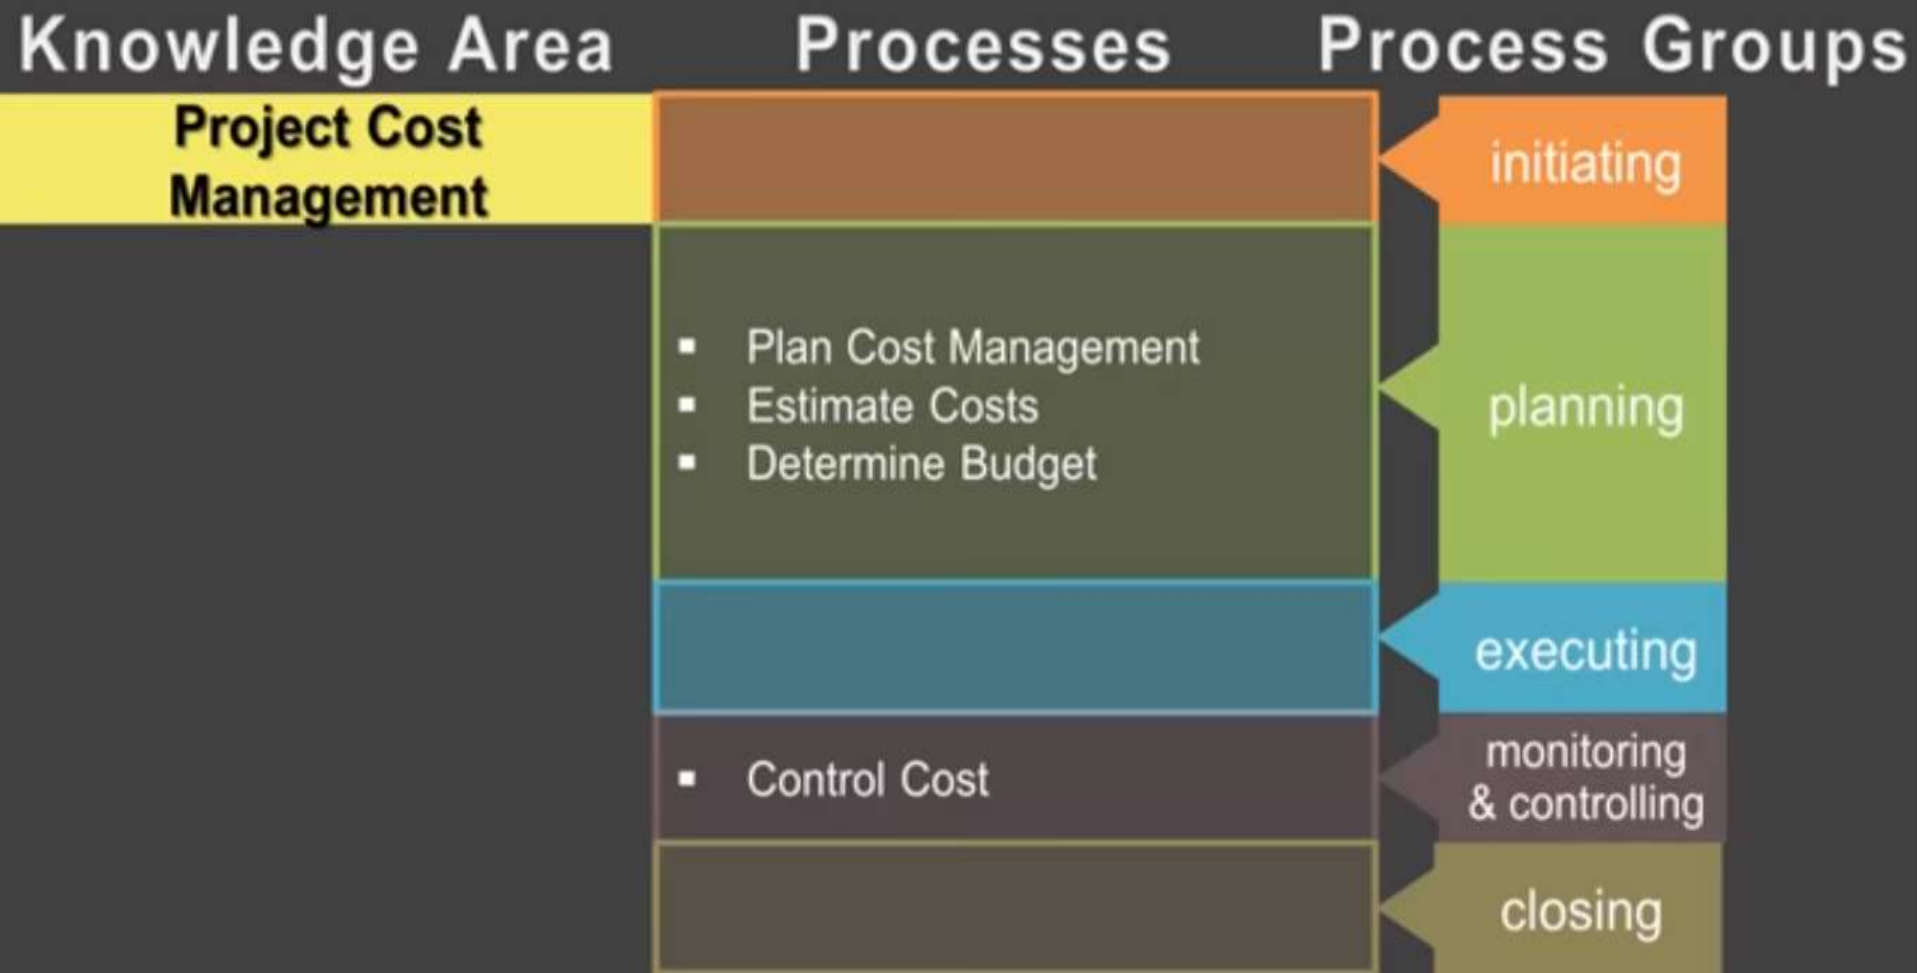 Knowledge Area Processes Process Groups
Project Cost
Management
initiating
▪ Plan Cost Management
▪ Estimate Costs
▪ Determine Budget
planning
executing
▪ Control Cost
monitoring
& controlling
closing